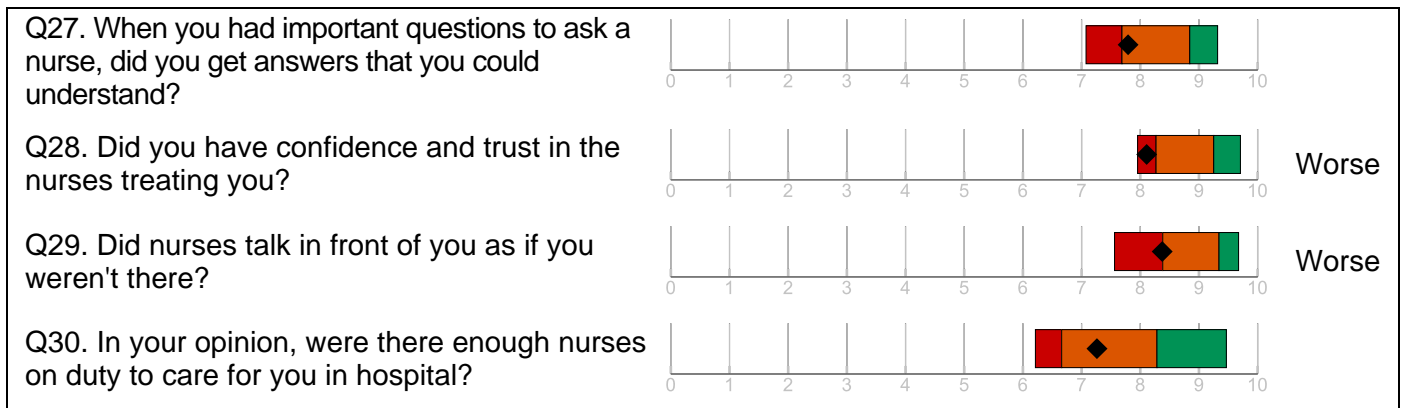 Q27. When you had important questions to ask a
nurse, did you get answers that you could
understand?
0 1 2 3 4 5 6 7 8 9 10
Q28. Did you have confidence and trust in the
nurses treating you?
0 1 2 3 4 5 6 7 8 9 10
Worse
Q29. Did nurses talk in front of you as if you
weren't there?
0 1 2 3 4 5 6 7 8 9 10
Worse
Q30. In your opinion, were there enough nurses
on duty to care for you in hospital?
0 1 2 3 4 5 6 7 8 9 10